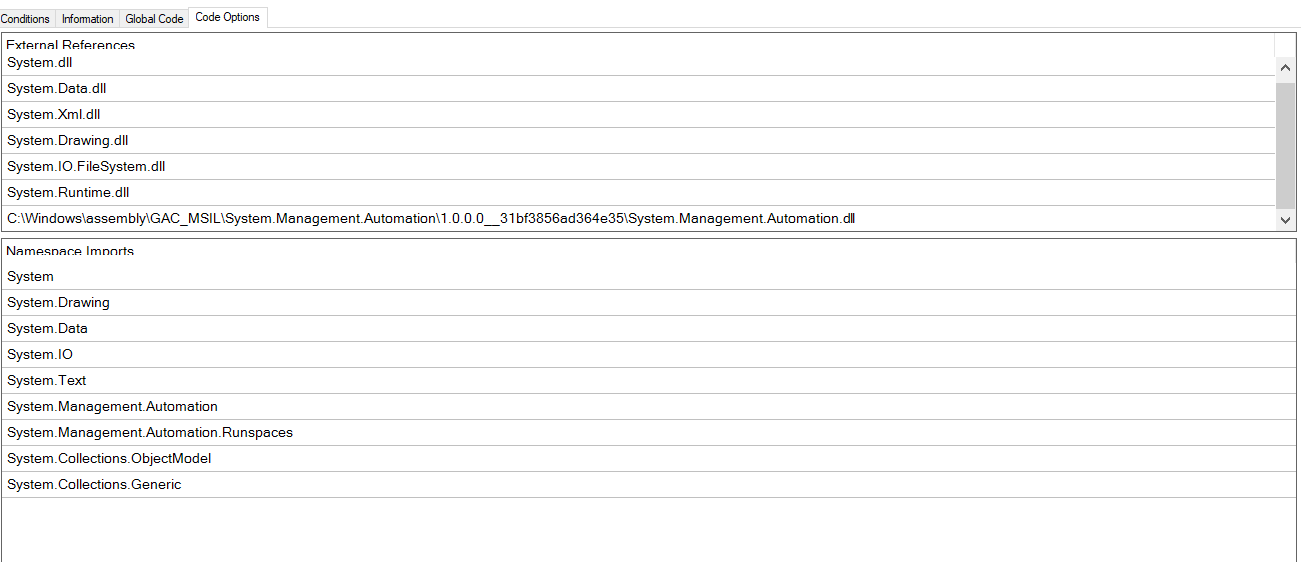 Conditions Information Global Code Code Options
External References
System.dll
System.Data.dll
System.Xml.dll
System.Drawing.dll
System.IO.FileSystem.dll
System.Runtime.dll
C:\Windows\assembly\GAC_MSIL\System.Management.Automation\1.0.0.0__31bf3856ad364e35\System.Management.Automation.dll
Namespace Imports
System
System.Drawing
System.Data
System.IO
System.Text
System.Management.Automation
System.Management.Automation.Runspaces
System.Collections.ObjectModel
System.Collections.Generic